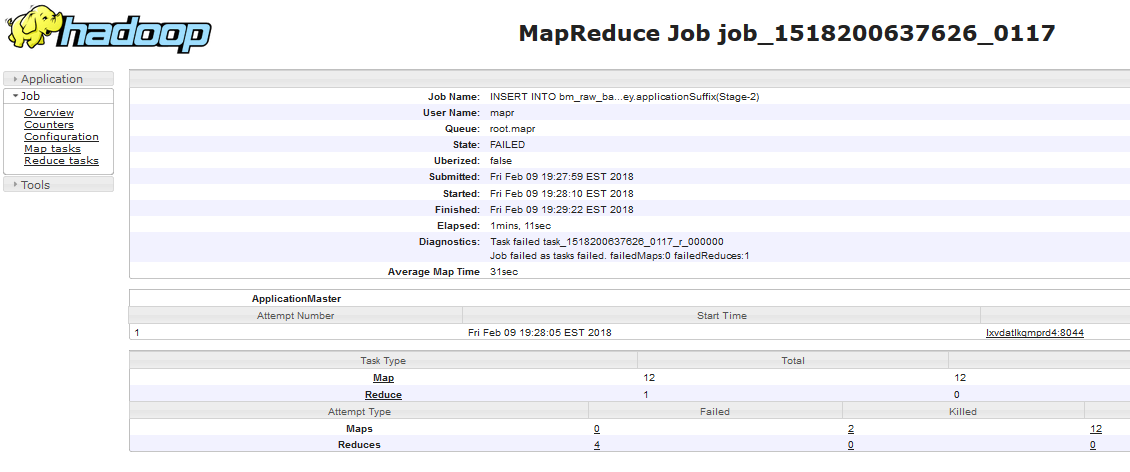 hadoop
MapReduce Job job_1518200637626_0117
Application
Job
Overview
Counters
Configuration
Map tasks
Reduce tasks
Tools
Job Name: INSERT INTO bm_raw_ba...ey.applicationSuffix(Stage-2)
User Name: mapr
Queue: root.mapr
State: FAILED
Uberized: false
Submitted: Fri Feb 09 19:27:59 EST 2018
Started: Fri Feb 09 19:28:10 EST 2018
Finished: Fri Feb 09 19:29:22 EST 2018
Elapsed: 1mins, 11sec
Diagnostics: Task failed task_1518200637626_0117_r_000000
Job failed as tasks failed. failedMaps:0 failedReduces:1
Average Map Time 31sec
ApplicationMaster
Attempt Number Start Time
1 Fri Feb 09 19:28:05 EST 2018 lxvdatlkqmprd4:8044
Task Type Total
Map 12 12
Reduce 1 0
Attempt Type Failed Killed
Maps 0 2 12
Reduces 4 0 0